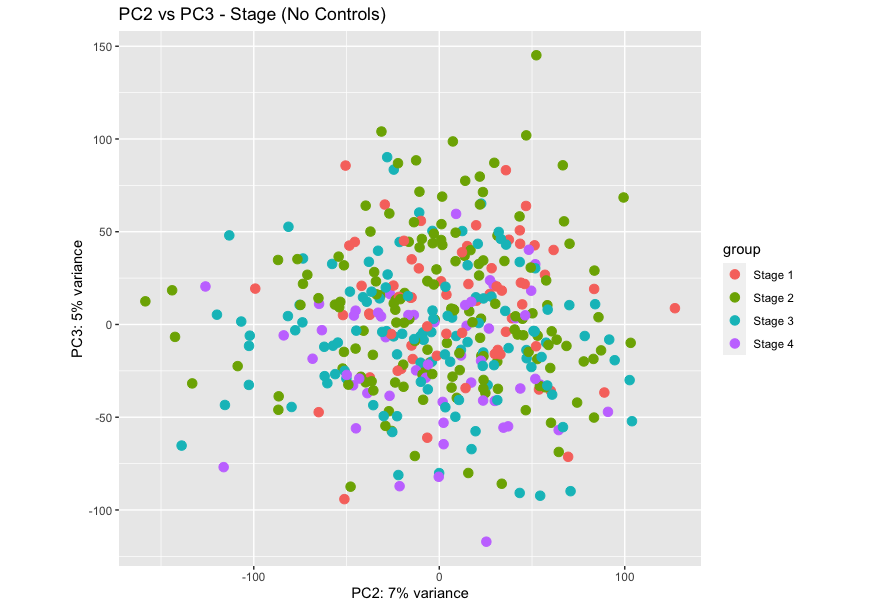 PC2 vs PC3 - Stage (No Controls)
150
100
50
0
-50
-100
PC3: 5% variance
-100
0
100
PC2: 7% variance
group
Stage 1
Stage 2
Stage 3
Stage 4